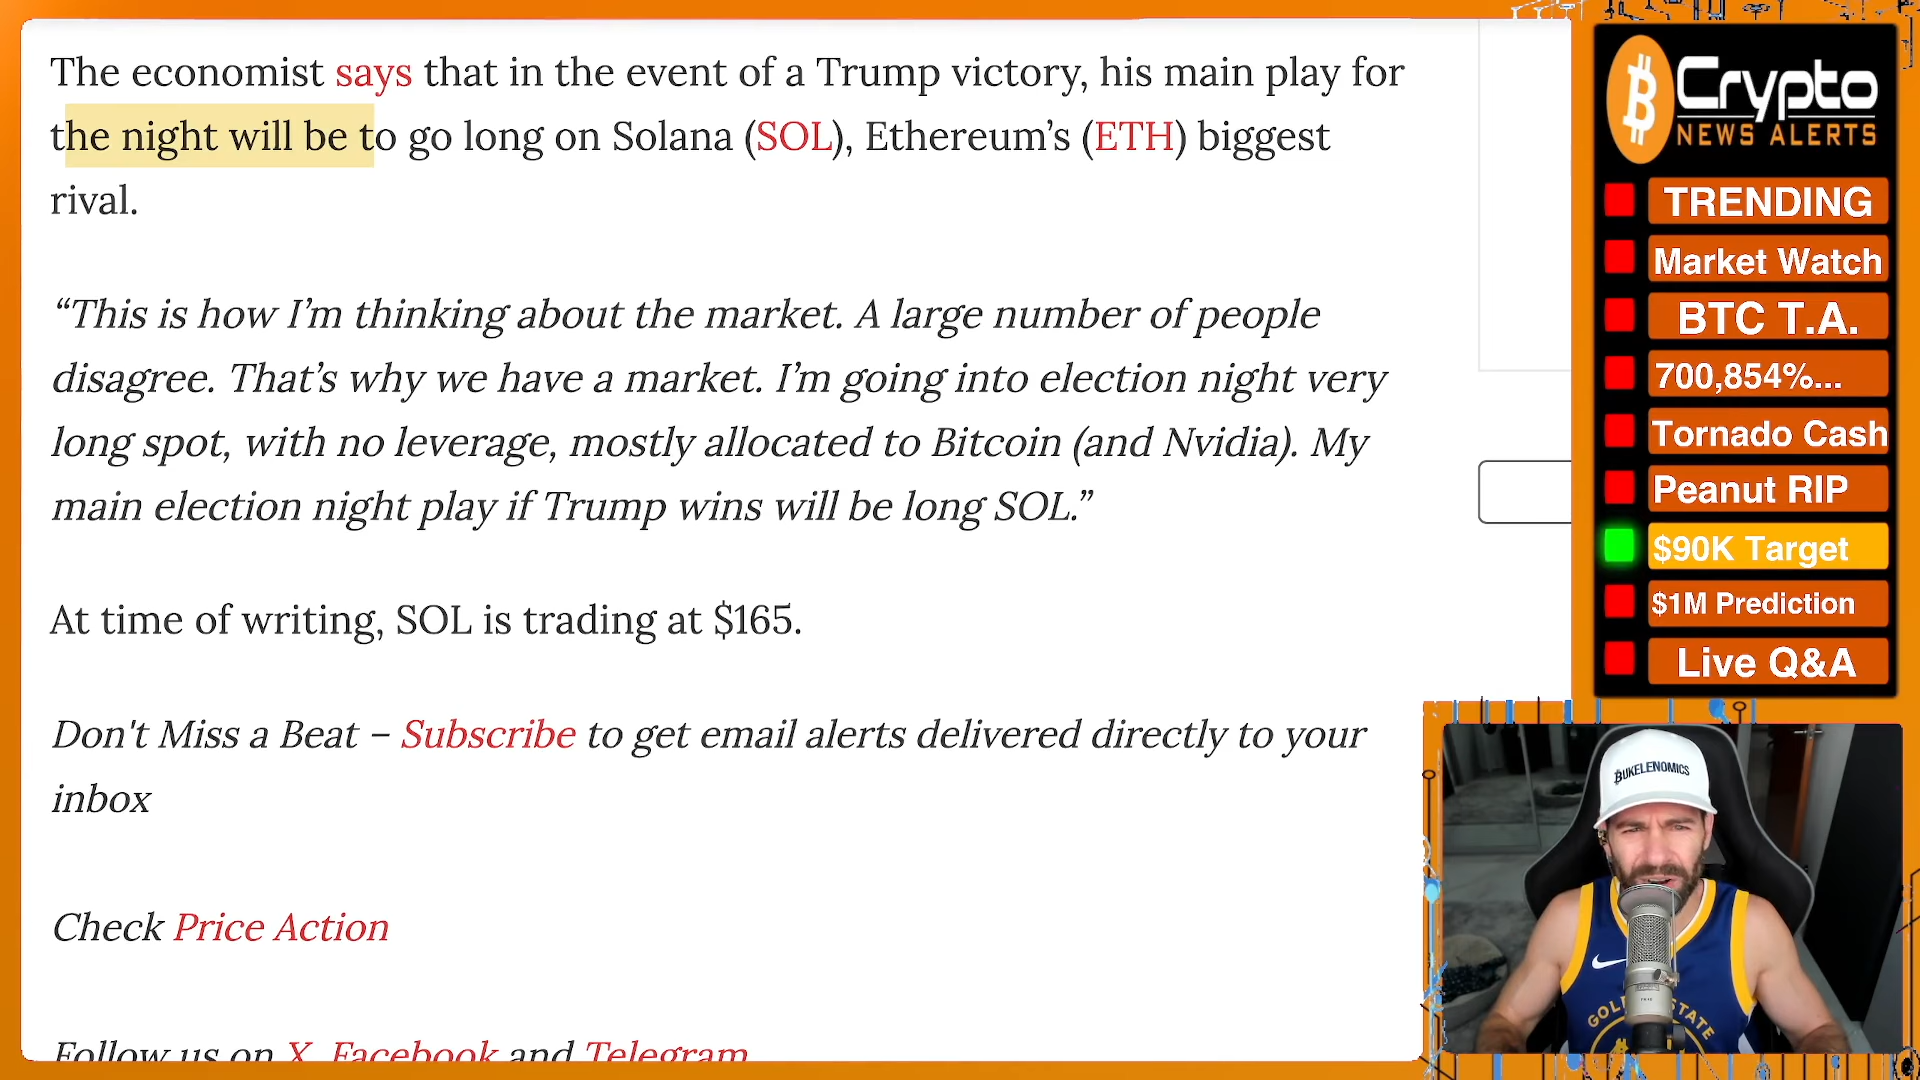 The economist says that in the event of a Trump victory, his main play for
the night will be to go long on Solana (SOL), Ethereum’s (ETH) biggest
rival.
“This is how I’m thinking about the market. A large number of people
disagree. That’s why we have a market. I’m going into election night very
long spot, with no leverage, mostly allocated to Bitcoin (and Nvidia). My
main election night play if Trump wins will be long SOL.”
At time of writing, SOL is trading at $165.
Don't Miss a Beat – Subscribe to get email alerts delivered directly to your
inbox
Check Price Action
Follow us on X, Facebook and Telegram
Crypto
NEWS ALERTS
TRENDING
Market Watch
BTC T.A.
700,854%...
Tornado Cash
Peanut RIP
$90K Target
$1M Prediction
Live Q&A
BUKELENOMICS
GOLDEN STATE